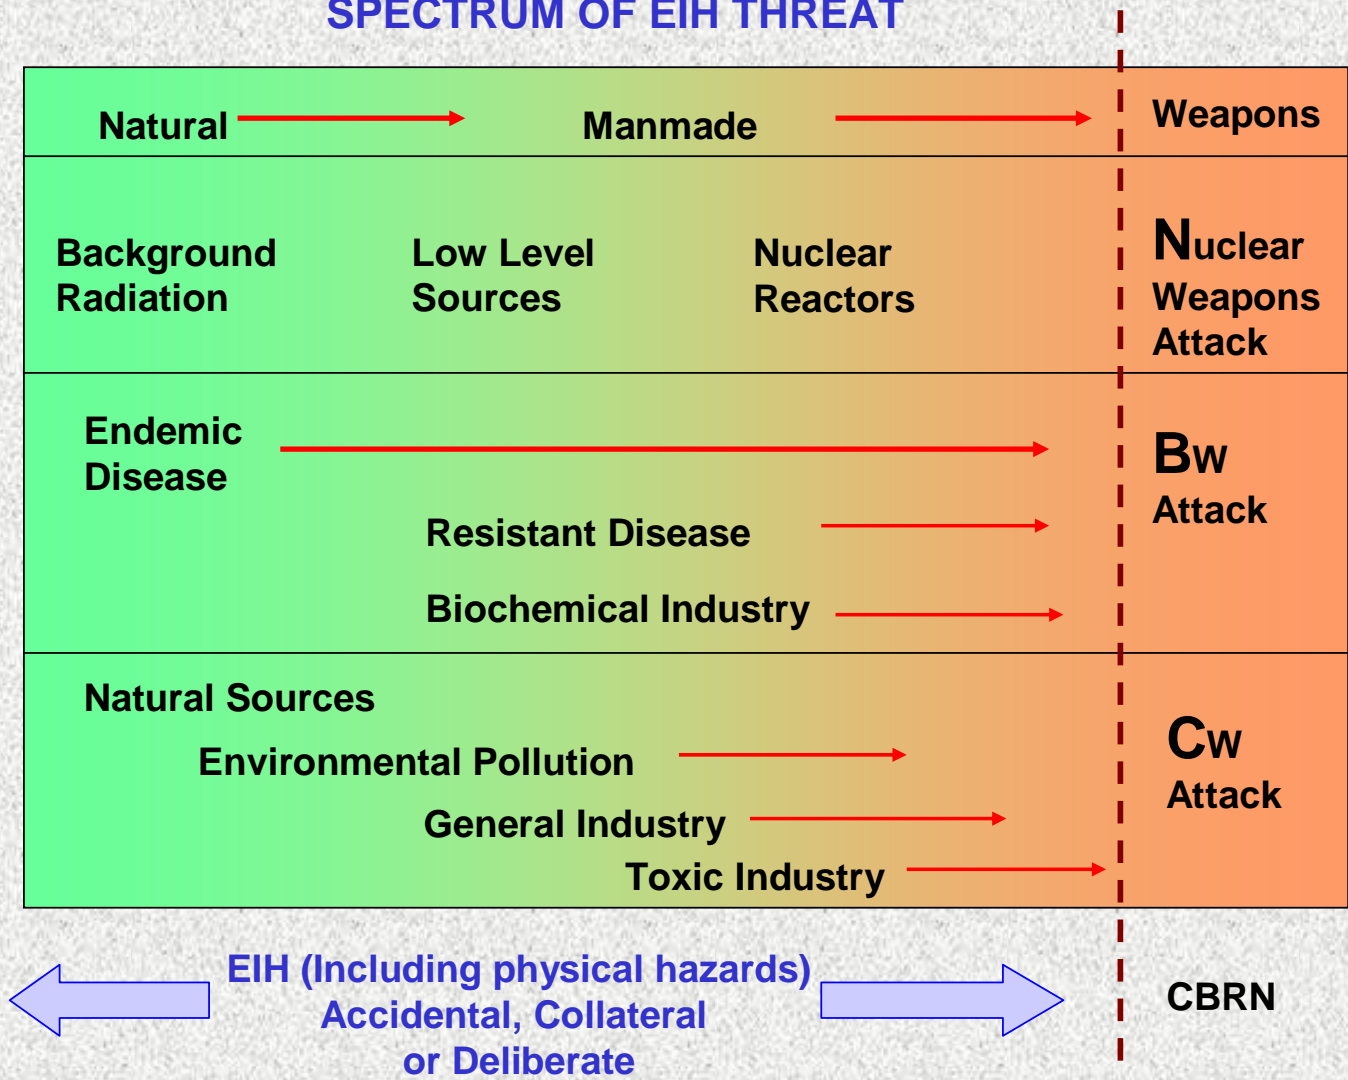 SPECTRUM OF EIH THREAT
Natural
Manmade
Weapons
Background
Radiation
Low Level
Sources
Nuclear
Reactors
Nuclear
Weapons
Attack
Endemic
Disease
Resistant Disease
Biochemical Industry
BW
Attack
Natural Sources
Environmental Pollution
General Industry
Toxic Industry
CW
Attack
EIH (Including physical hazards)
Accidental, Collateral
or Deliberate
CBRN